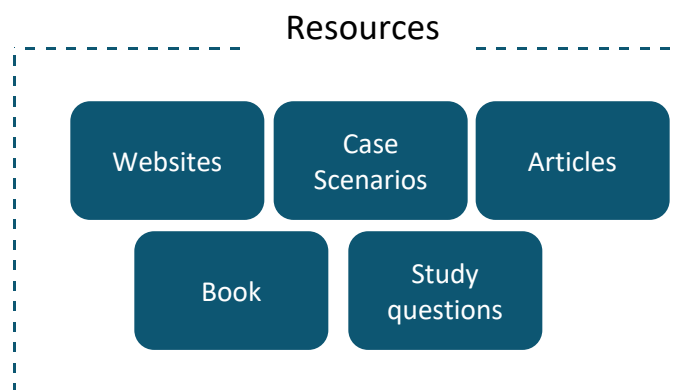 Resources
Websites
Case
Scenarios
Articles
Book
Study
questions